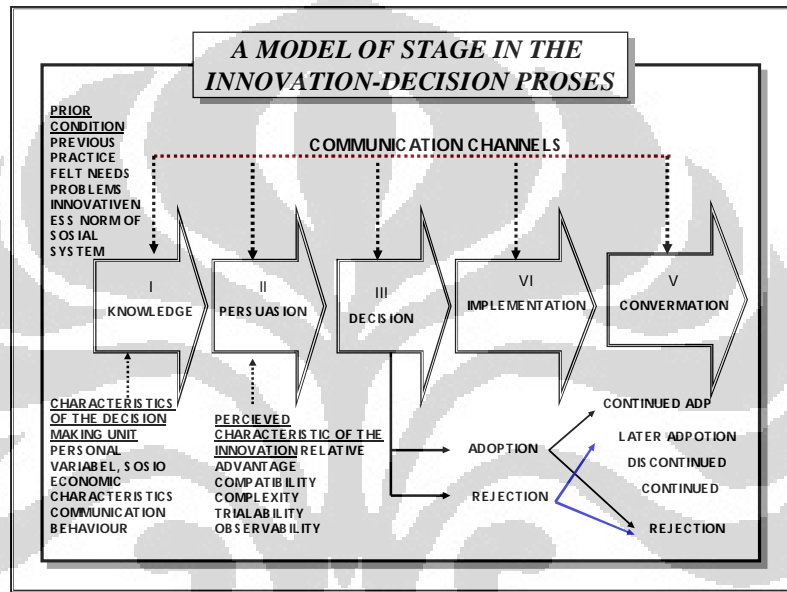 A MODEL OF STAGE IN THE
INNOVATION-DECISION PROSES
PRIOR
CONDITION
PREVIOUS
PRACTICE
FELT NEEDS
PROBLEMS
INNOVATIVEN
ESS NORM OF
SOSIAL
SYSTEM
COMMUNICATION CHANNELS
I
KNOWLEDGE
II
PERSUASION
III
DECISION
VI
IMPLEMENTATION
V
CONVERMATION
CHARACTERISTICS
OF THE DECISION
MAKING UNIT
PERSONAL
VARIABEL, SOSIO
ECONOMIC
CHARACTERISTICS
COMMUNICATION
BEHAVIOUR
PERCIEVED
CHARACTERISTIC OF THE
INNOVATION RELATIVE
ADVANTAGE
COMPATIBILITY
COMPLEXITY
TRIALABILITY
OBSERVABILITY
ADOPTION
REJECTION
CONTINUED ADP
LATER ADPOTION
DISCONTINUED
CONTINUED
REJECTION